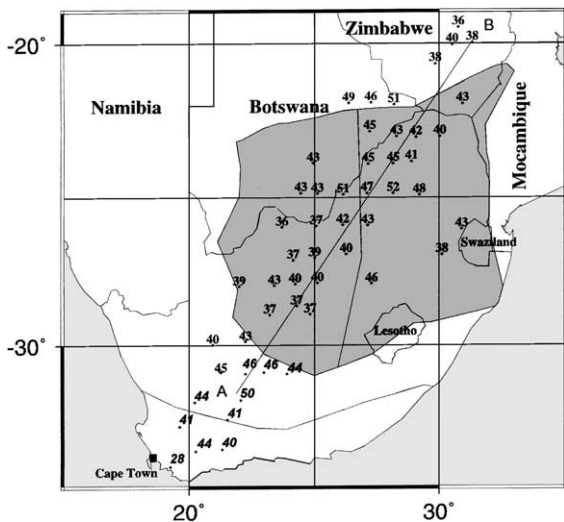 36 B
Zimbabwe
-20
40 38
38
49 46 51 43
Namibia Botswana
Mocambique
45 43 42 40
43 45 45 41
43 43 51 47 52 48
36 37 42 43 43
Swaziland
37 39 40 38
39 43 40 40 46
37
37 37
Lesotho
-30
40 43
45 46 46 44
A
44 50
41 41
44 40
28
Cape Town
20° 30°